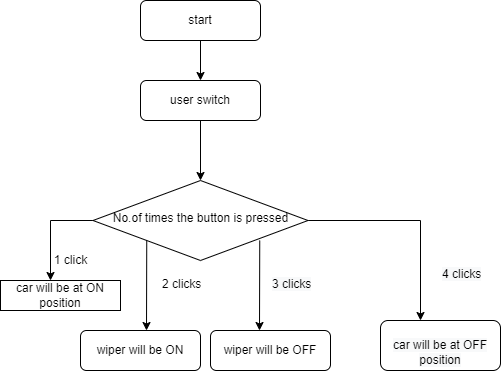 start
user switch
No.of times the button is pressed
1 click
2 clicks
3 clicks
4 clicks
car will be at ON
position
wiper will be ON
wiper will be OFF
car will be at OFF
position